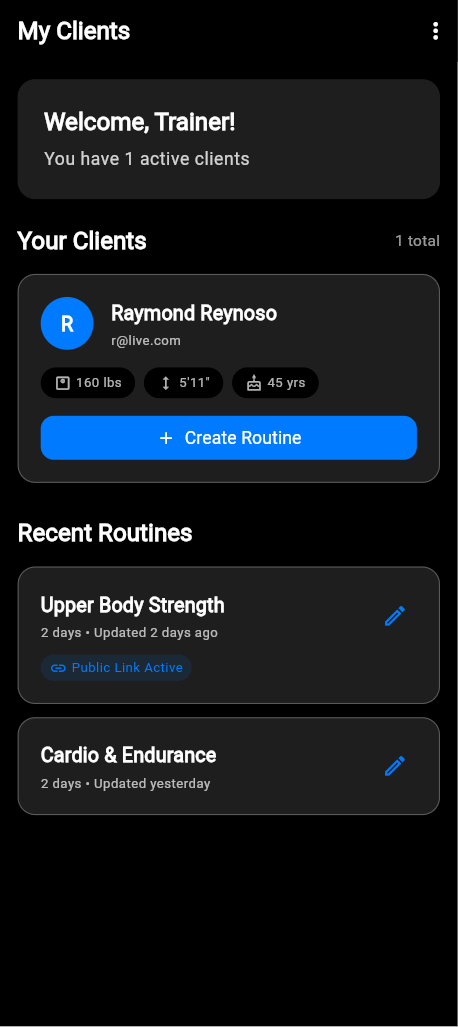 My Clients
Welcome, Trainer!
You have 1 active clients
Your Clients
1 total
R
Raymond Reynoso
r@live.com
160 lbs
5'11"
45 yrs
+ Create Routine
Recent Routines
Upper Body Strength
2 days • Updated 2 days ago
Public Link Active
Cardio & Endurance
2 days • Updated yesterday